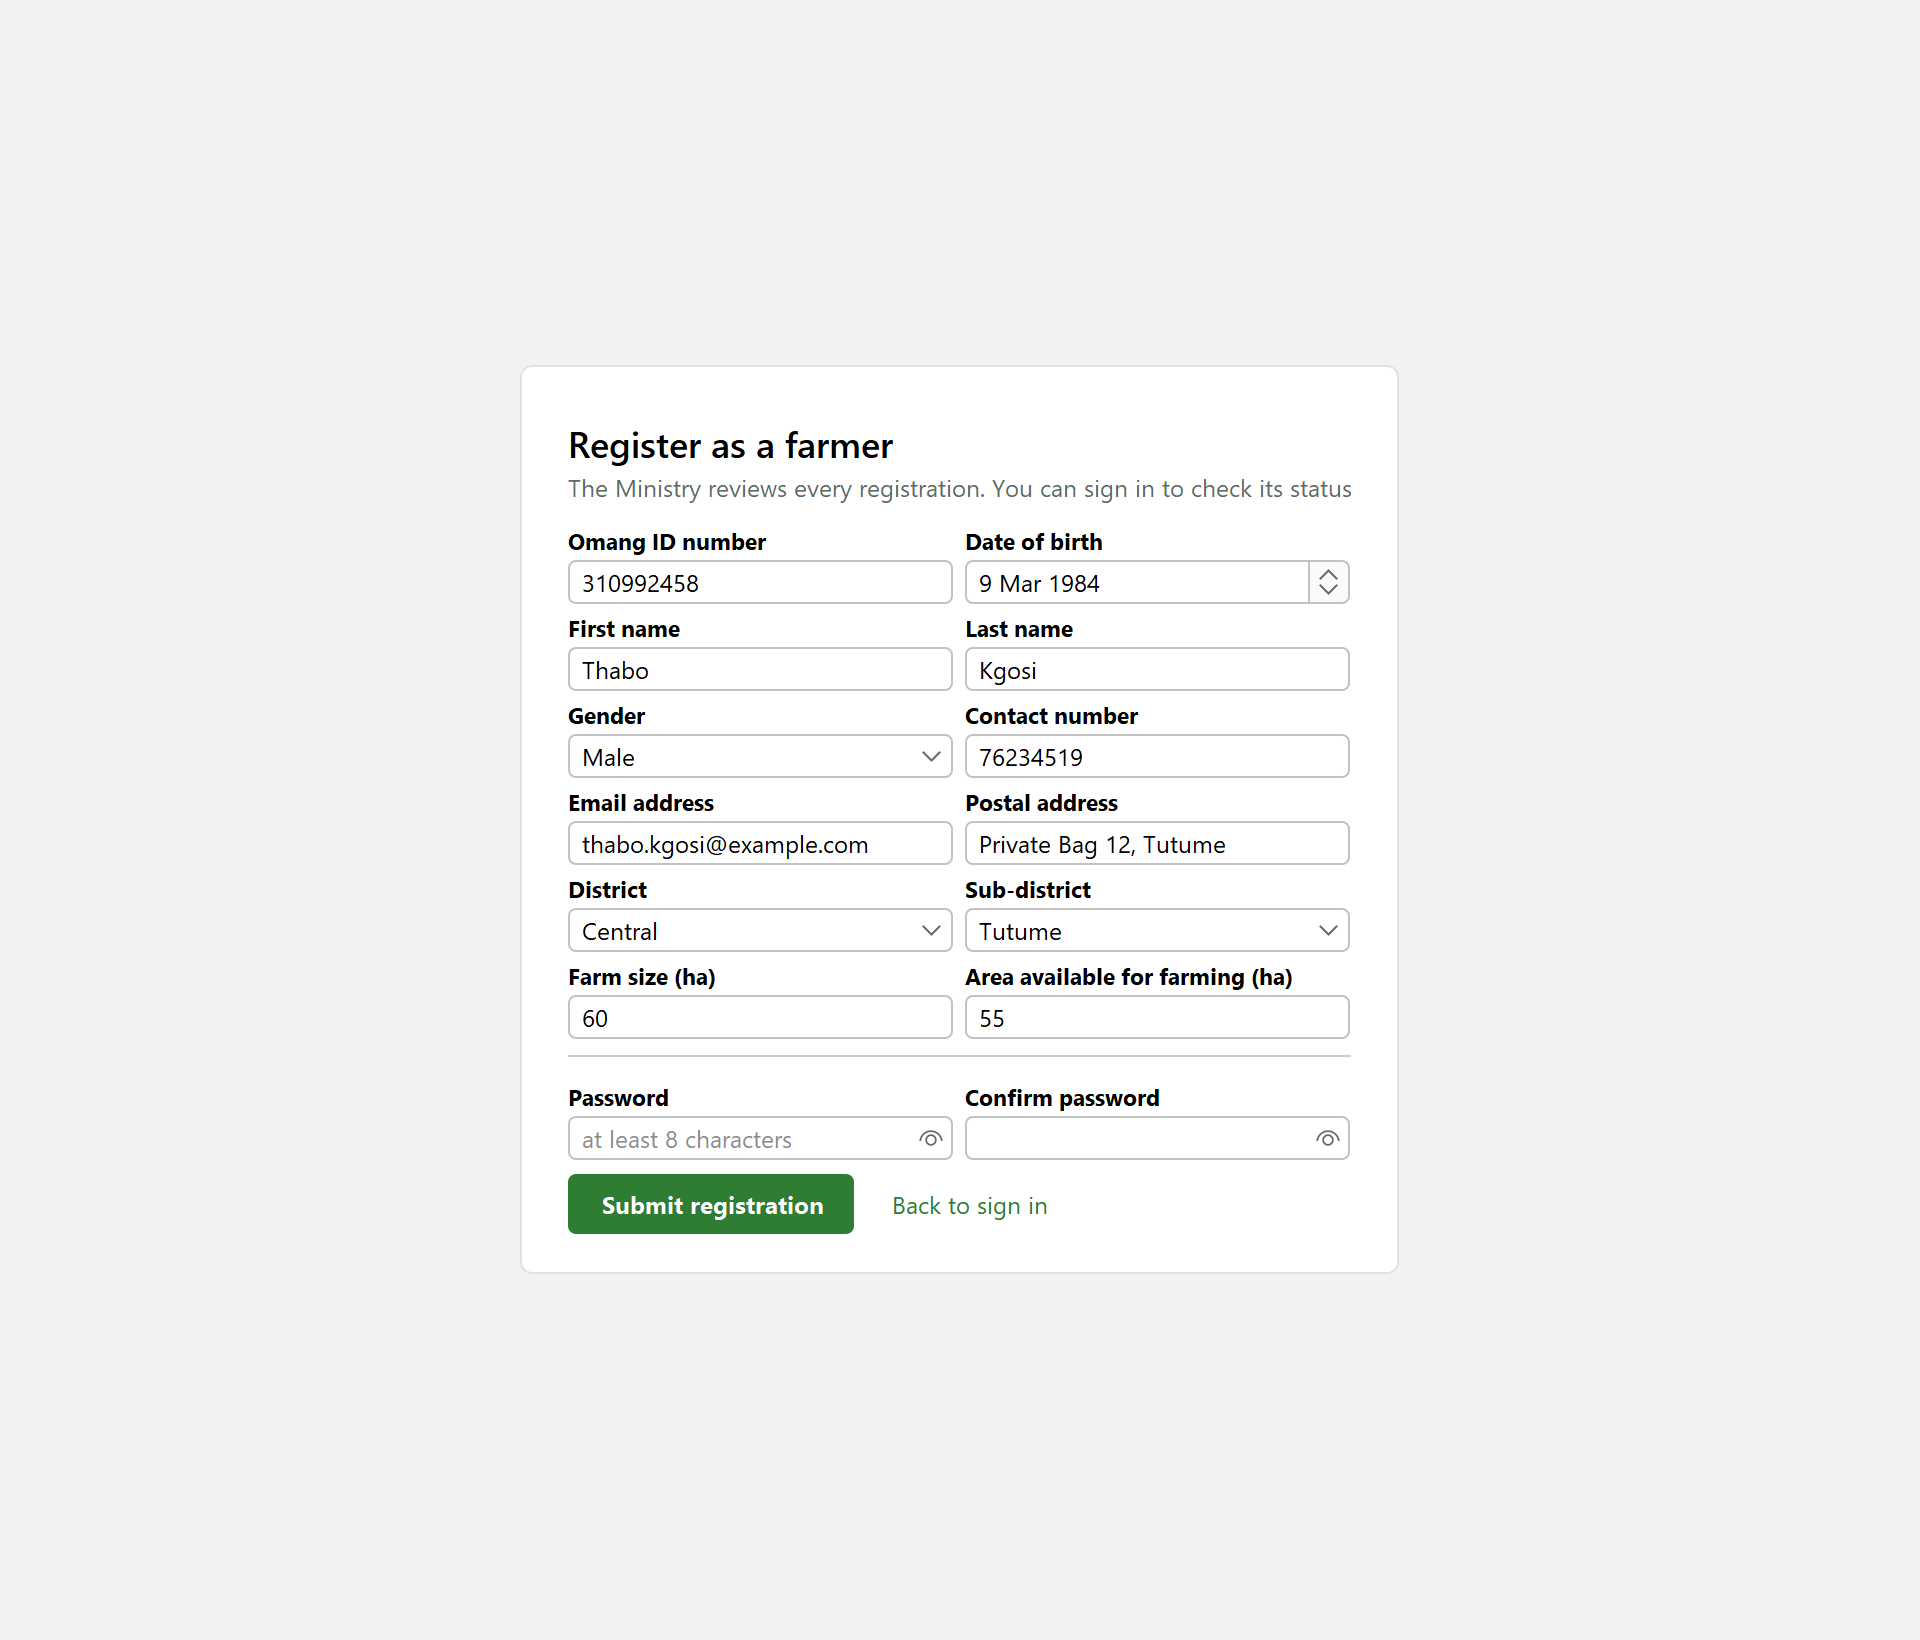 Register as a farmer
The Ministry reviews every registration. You can sign in to check its status
Omang ID number
Date of birth
310992458
9 Mar 1984
First name
Last name
Thabo
Kgosi
Gender
Contact number
Male
76234519
Email address
Postal address
thabo.kgosi@example.com
Private Bag 12, Tutume
District
Sub-district
Central
Tutume
Farm size (ha)
Area available for farming (ha)
60
55
Password
Confirm password
at least 8 characters
Submit registration
Back to sign in